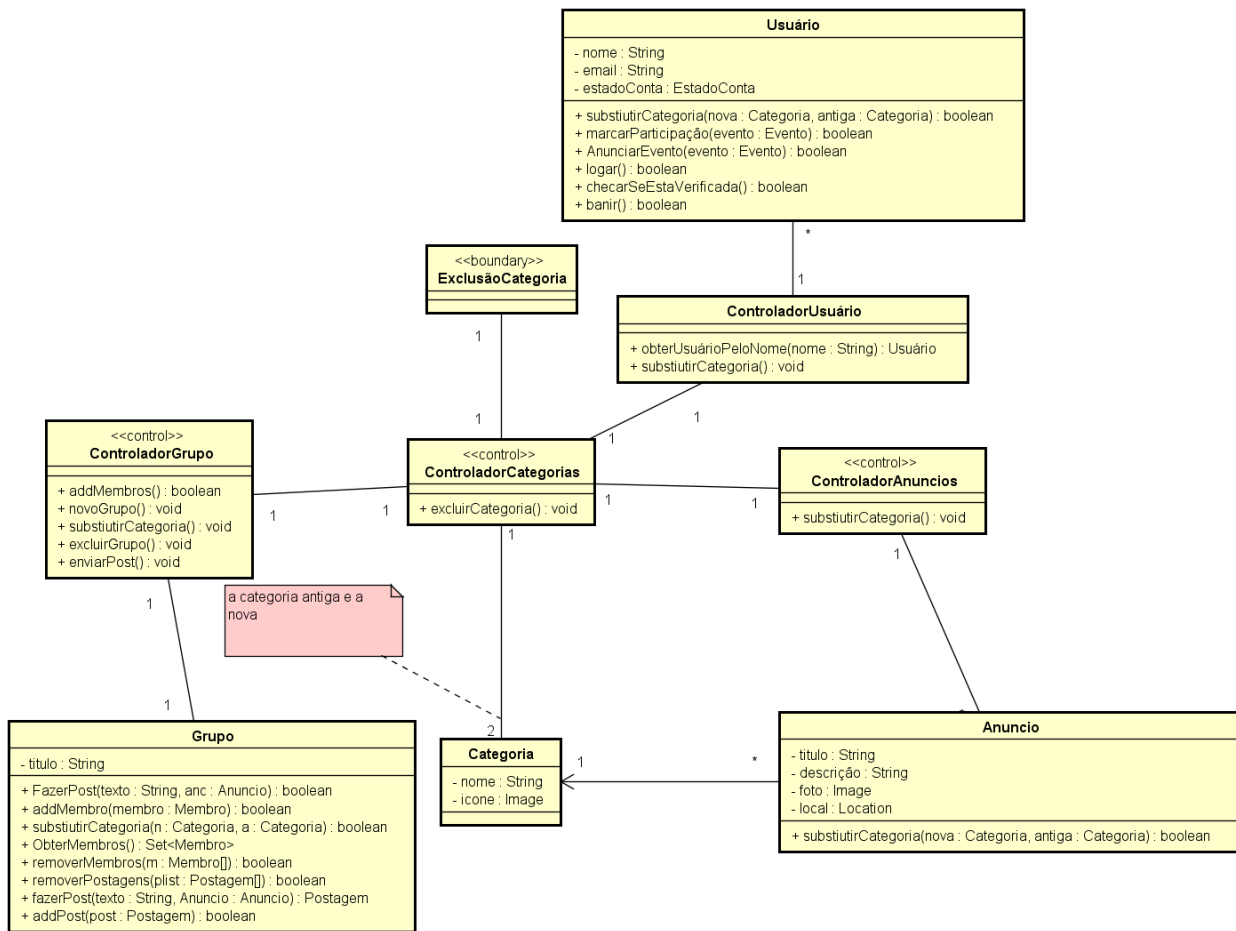 Usuário
- nome : String
- email : String
- estadoConta : EstadoConta
+ substiutirCategoria(nova : Categoria, antiga : Categoria) : boolean
+ marcarParticipação(evento : Evento) : boolean
+ AnunciarEvento(evento : Evento) : boolean
+ logar() : boolean
+ checarSeEstaVerificada() : boolean
+ banir() : boolean
*
1
<<boundary>>
ExclusãoCategoria
1
1
ControladorUsuário
+ obterUsuárioPeloNome(nome : String) : Usuário
+ substiutirCategoria() : void
1
1
<<control>>
ControladorGrupo
+ addMembros() : boolean
+ novoGrupo() : void
+ substiutirCategoria() : void
+ excluirGrupo() : void
+ enviarPost() : void
1
1
<<control>>
ControladorCategorias
+ excluirCategoria() : void
1
1
1
<<control>>
ControladorAnuncios
+ substiutirCategoria() : void
1
*
a categoria antiga e a
nova
1
1
Grupo
- titulo : String
+ FazerPost(texto : String, anc : Anuncio) : boolean
+ addMembro(membro : Membro) : boolean
+ substiutirCategoria(n : Categoria, a : Categoria) : boolean
+ ObterMembros() : Set<Membro>
+ removerMembros(m : Membro[]) : boolean
+ removerPostagens(plist : Postagem[]) : boolean
+ fazerPost(texto : String, Anuncio : Anuncio) : Postagem
+ addPost(post : Postagem) : boolean
2
Categoria
- nome : String
- icone : Image
1
*
Anuncio
- titulo : String
- descrição : String
- foto : Image
- local : Location
+ substiutirCategoria(nova : Categoria, antiga : Categoria) : boolean